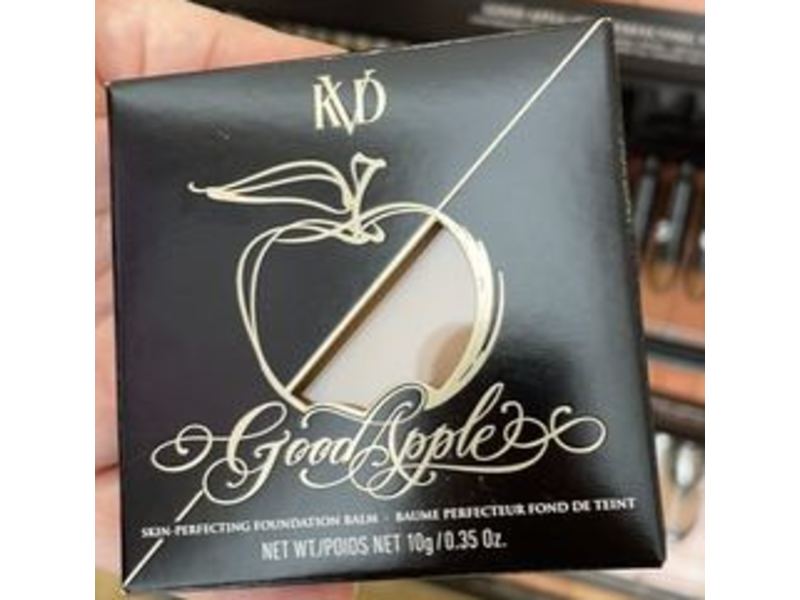 KVD
Good Apple
SKIN-PERFECTING FOUNDATION BALM - BAUME PERFECTEUR FOND DE TEINT
NET WT./POIDS NET 10g/0.35 Oz.